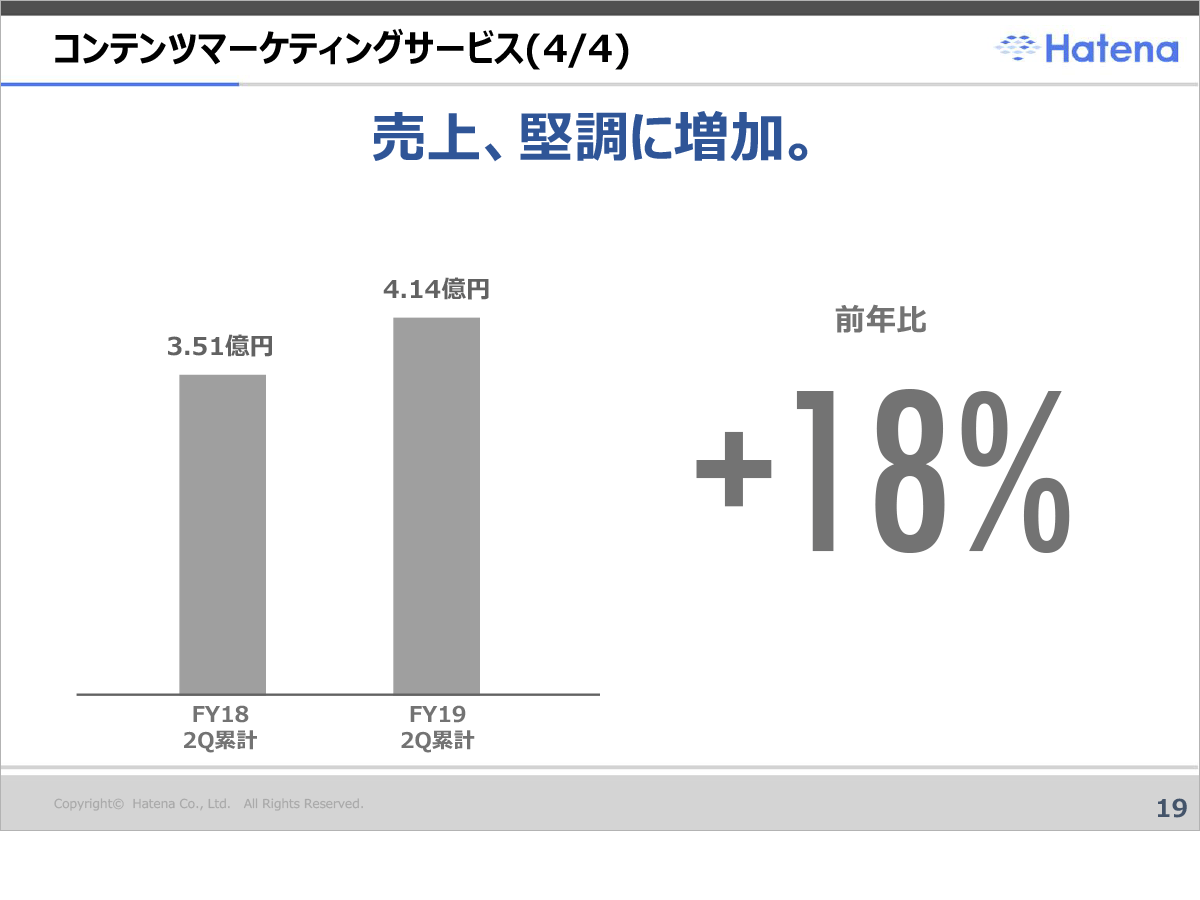 コンテンツマーケティングサービス(4/4)
Hatena
売上、堅調に増加。
4.14億円
3.51億円
前年比
+18%
FY18
2Q累計
FY19
2Q累計
Copyright© Hatena Co., Ltd. All Rights Reserved.
19